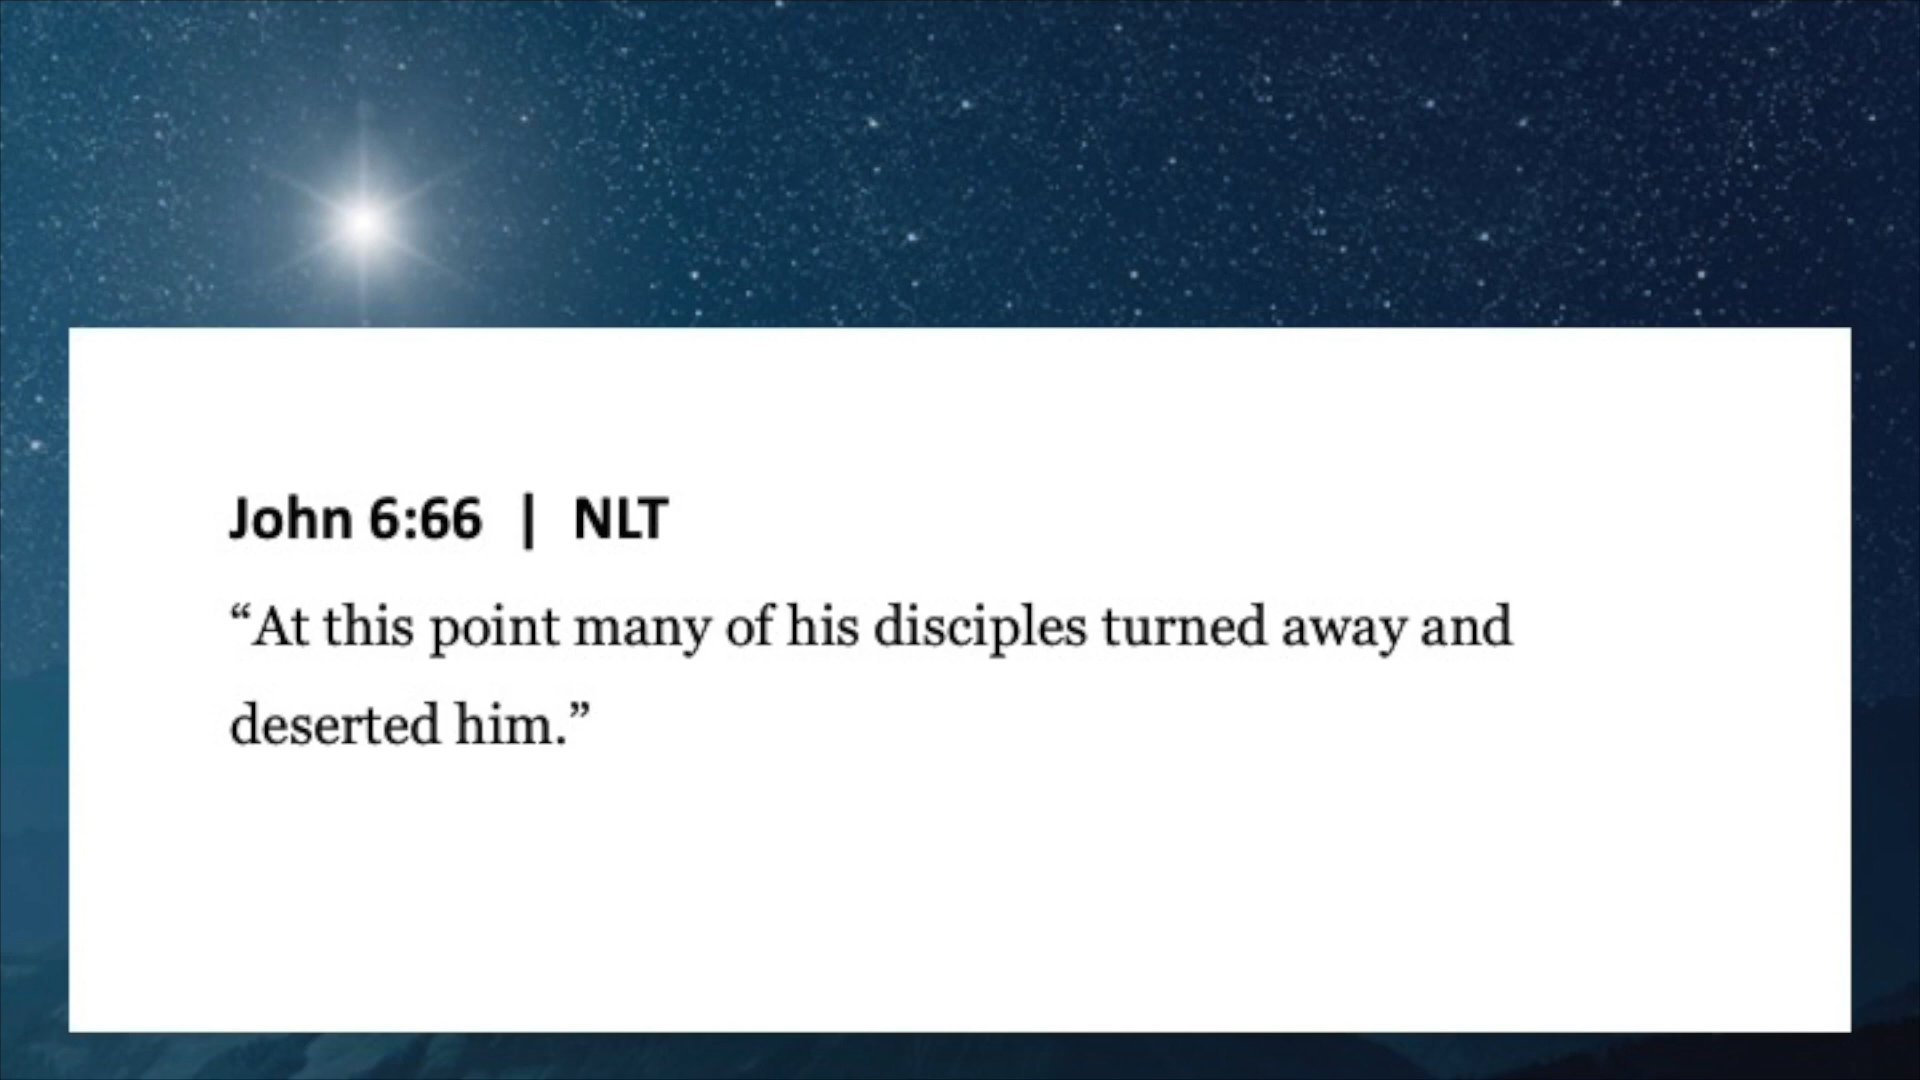 John 6:66 | NLT
“At this point many of his disciples turned away and
deserted him.”